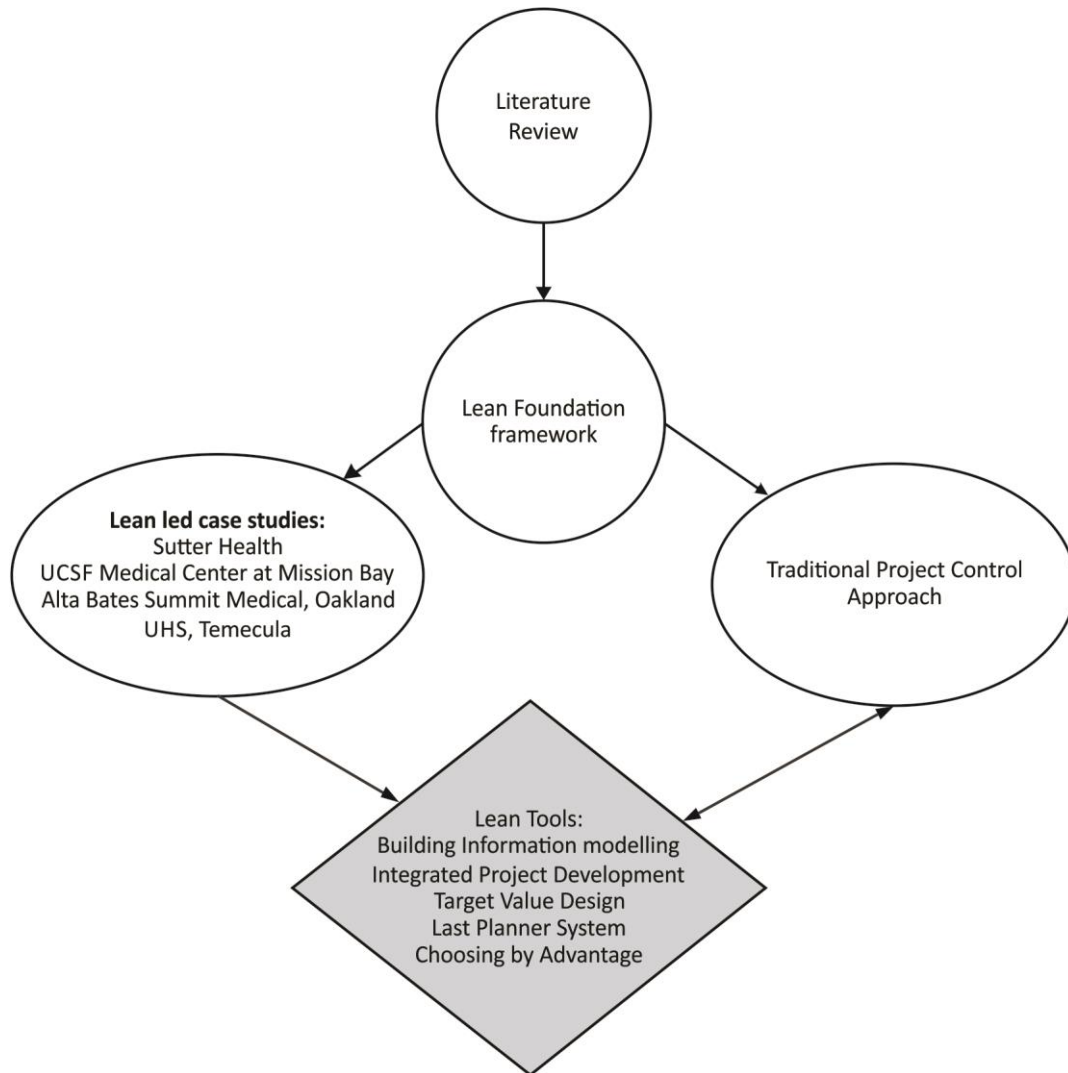 Literature
Review
Lean Foundation
framework
Lean led case studies:
Sutter Health
UCSF Medical Center at Mission Bay
Alta Bates Summit Medical, Oakland
UHS, Temecula
Traditional Project Control
Approach
Lean Tools:
Building Information modelling
Integrated Project Development
Target Value Design
Last Planner System
Choosing by Advantage